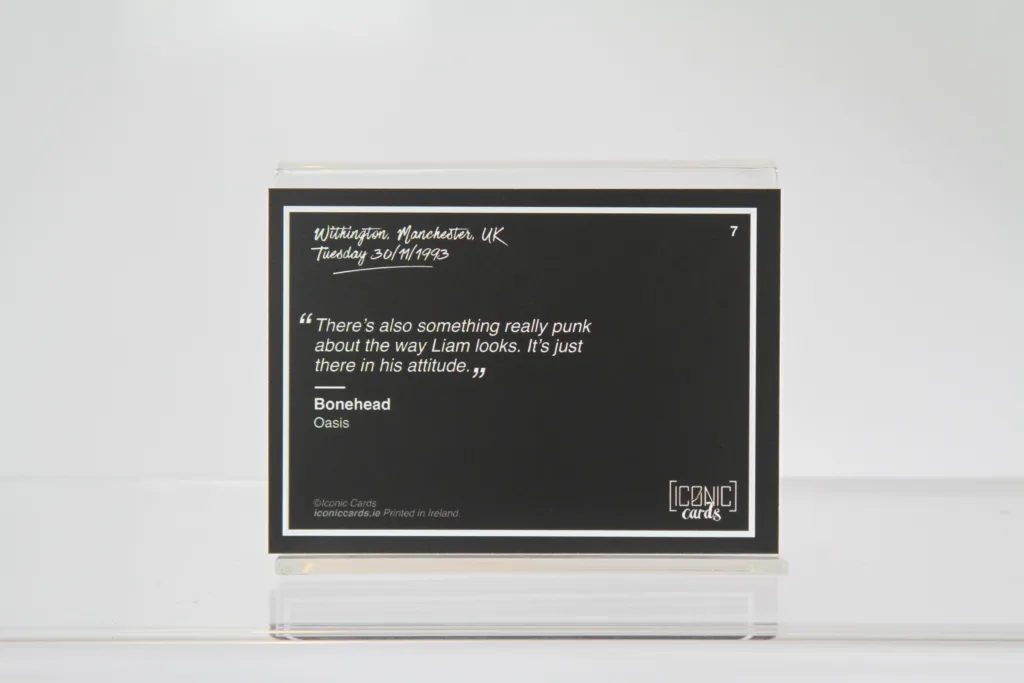 Withington, Manchester, UK
Tuesday 30/11/1993
7
“There's also something really punk
about the way Liam looks. It's just
there in his attitude.”
Bonehead
Oasis
©Iconic Cards
iconiccards.ie Printed in Ireland.
[ICONIC]
cards